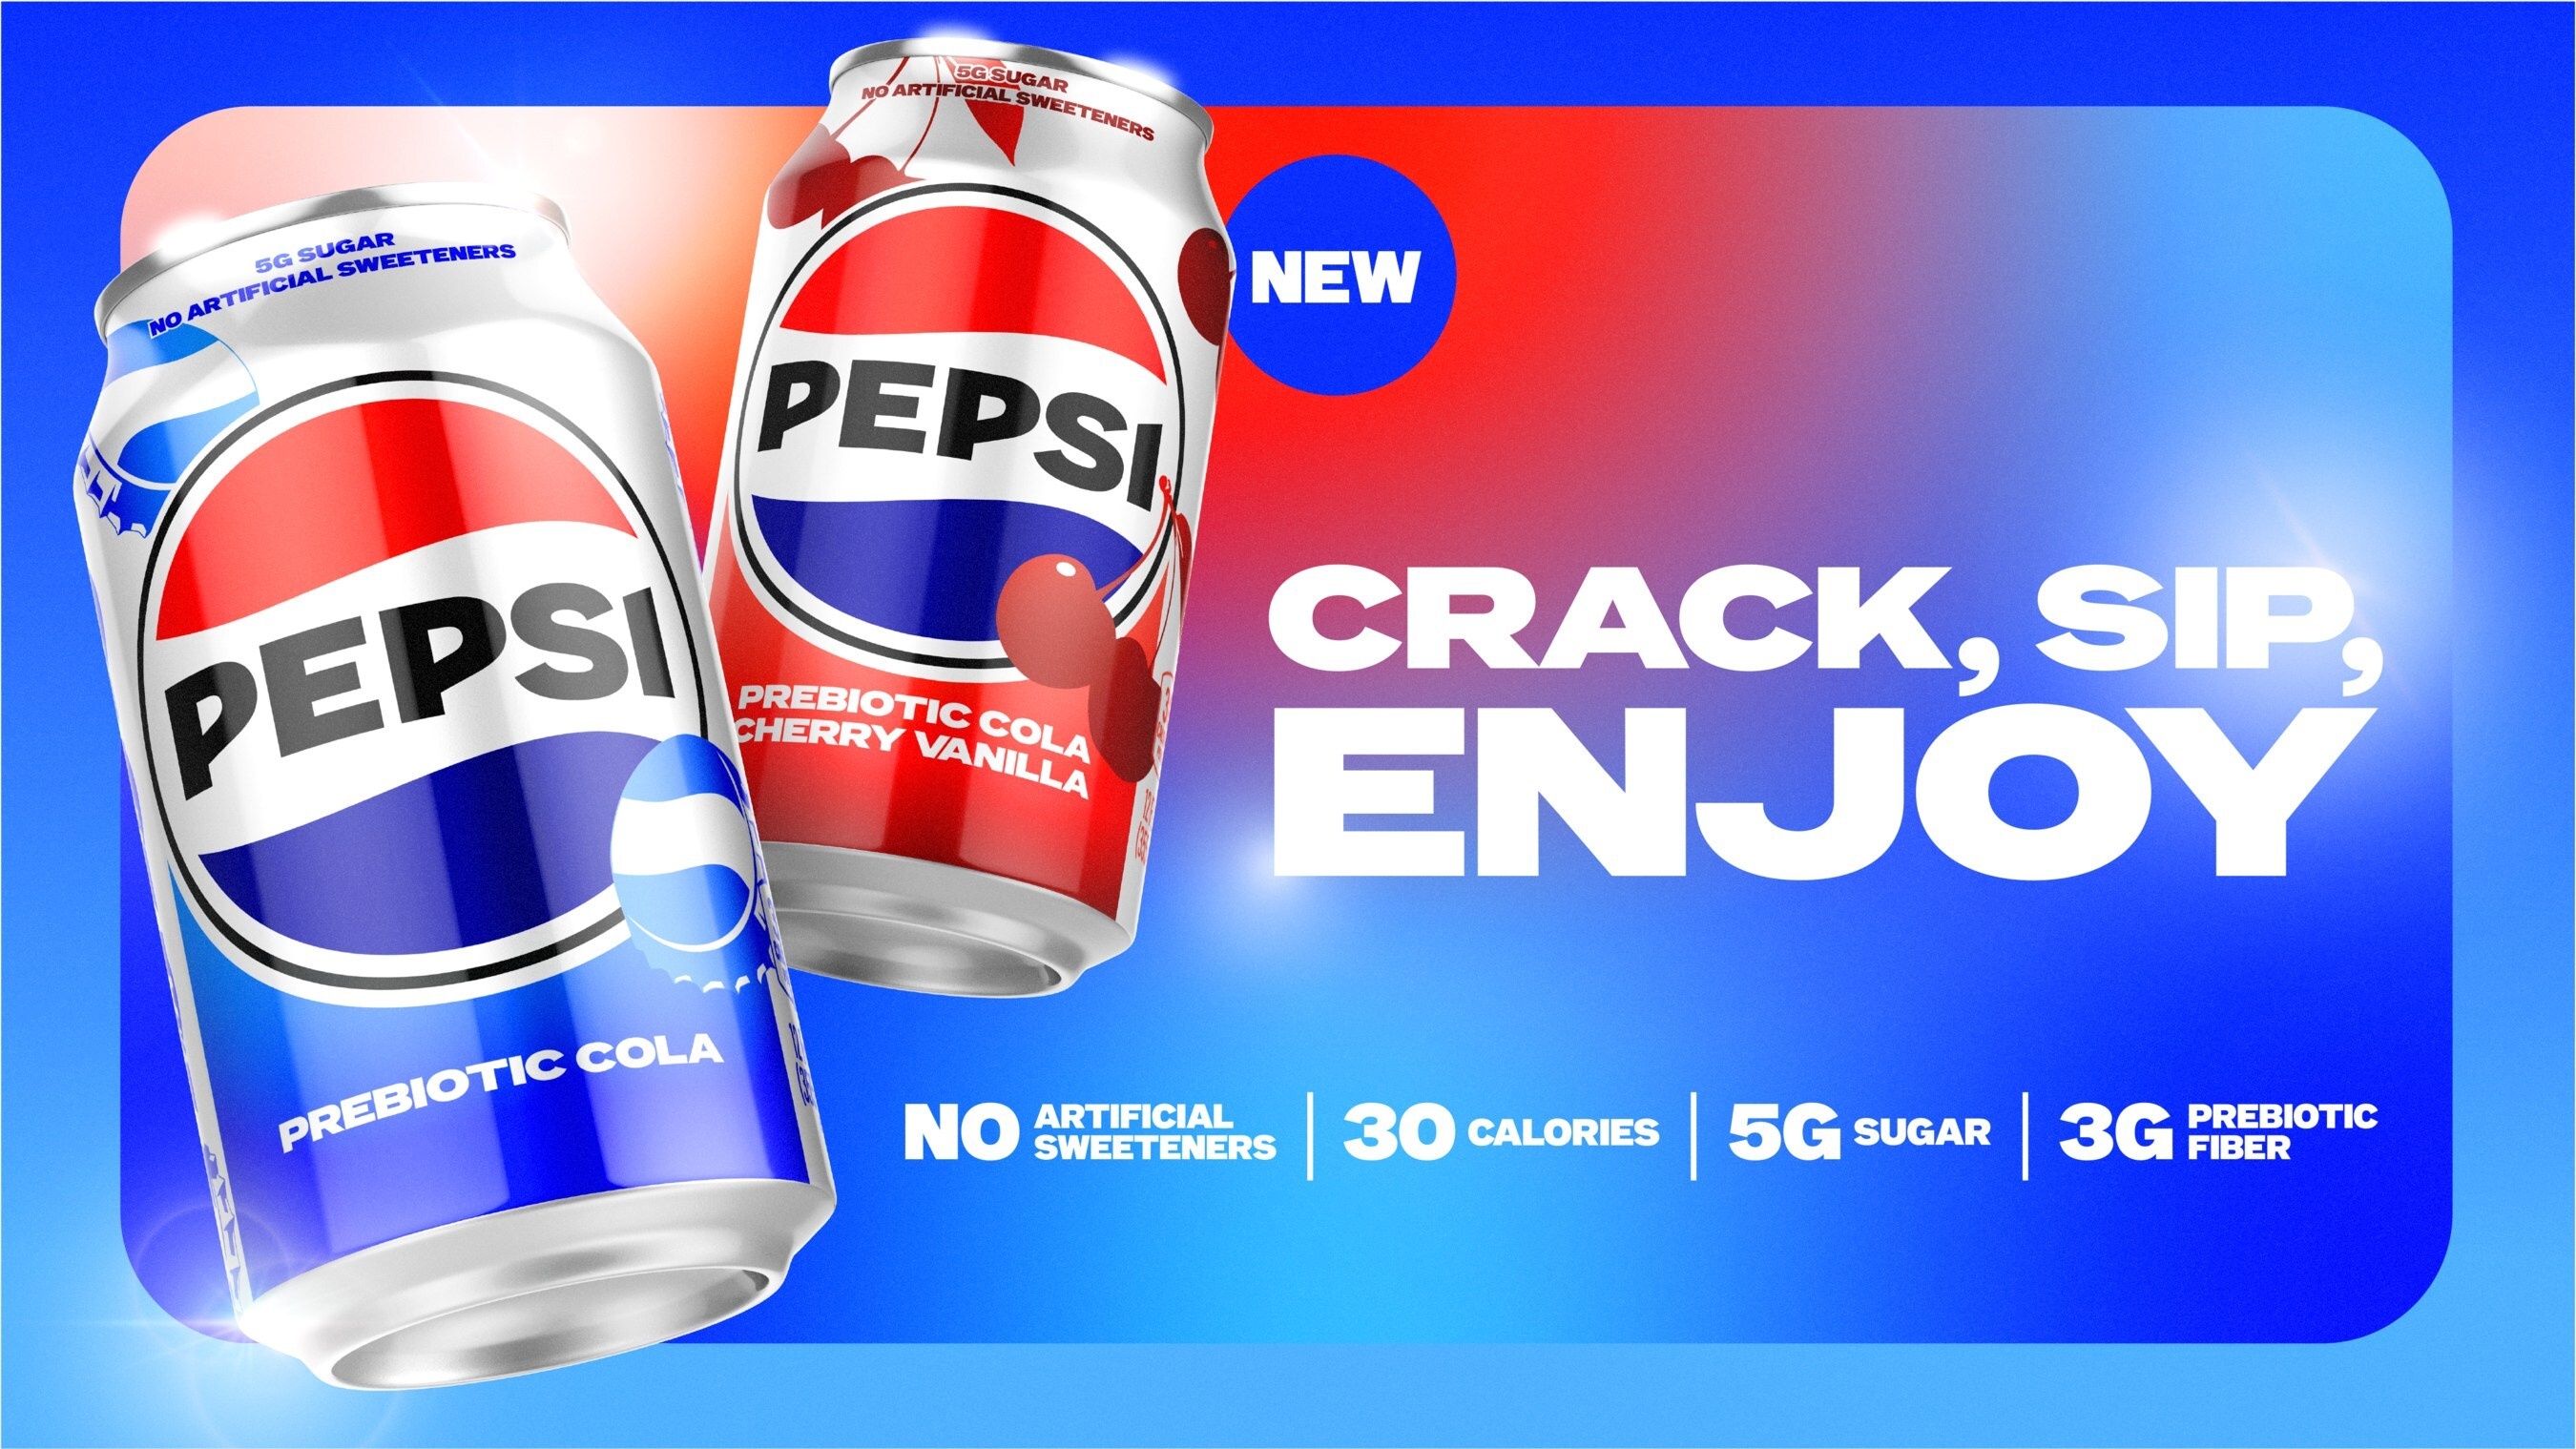 5G SUGAR
NO ARTIFICIAL SWEETENERS
PEPSI
PREBIOTIC COLA
5G SUGAR
NO ARTIFICIAL SWEETENERS
PEPSI
PREBIOTIC COLA
CHERRY VANILLA
NEW
CRACK, SIP,
ENJOY
NO ARTIFICIAL SWEETENERS
30 CALORIES
5G SUGAR
3G PREBIOTIC FIBER